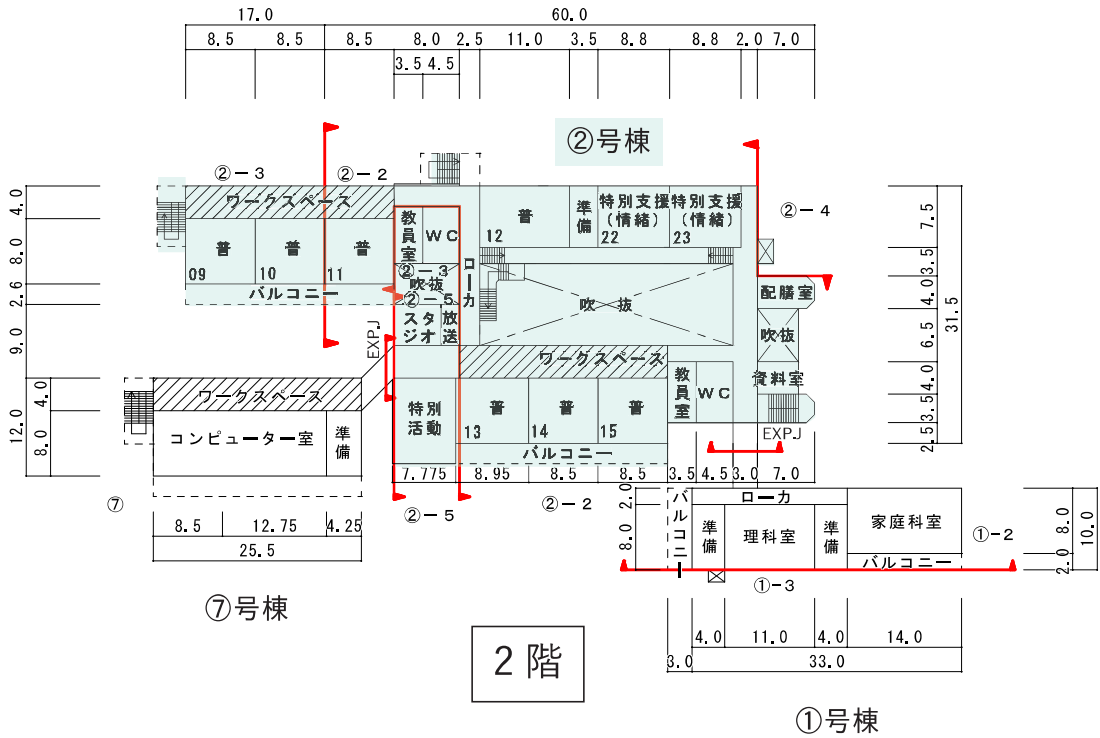 17.0
60.0
8.5
8.5
8.5
8.0
2.5
11.0
3.5
8.8
8.8
2.0
7.0
3.5
4.5
②号棟
②-3
②-2
②-4
4.0
8.0
2.6
9.0
ワークスペース
普
09
普
10
普
11
バルコニー
教員室
WC
②-3
吹抜
②-5
スタジオ
放送
ローカ
普
12
準備
特別支援
(情緒)
22
特別支援
(情緒)
23
吹抜
配膳室
吹抜
資料室
7.5
3.5
4.0
6.5
4.0
3.5
2.5
31.5
EXP.J
ワークスペース
教員室
WC
特別
活動
普
13
普
14
普
15
バルコニー
EXP.J
12.0
4.0
8.0
ワークスペース
コンピューター室
準備
7.775
8.95
8.5
8.5
3.5
4.5
3.0
7.0
⑦
②-5
②-2
8.5
12.75
4.25
25.5
⑦号棟
2.0
8.0
バルコニー
ローカ
準備
理科室
準備
家庭科室
バルコニー
①-2
①-3
8.0
2.0
10.0
4.0
11.0
4.0
14.0
3.0
33.0
2階
①号棟